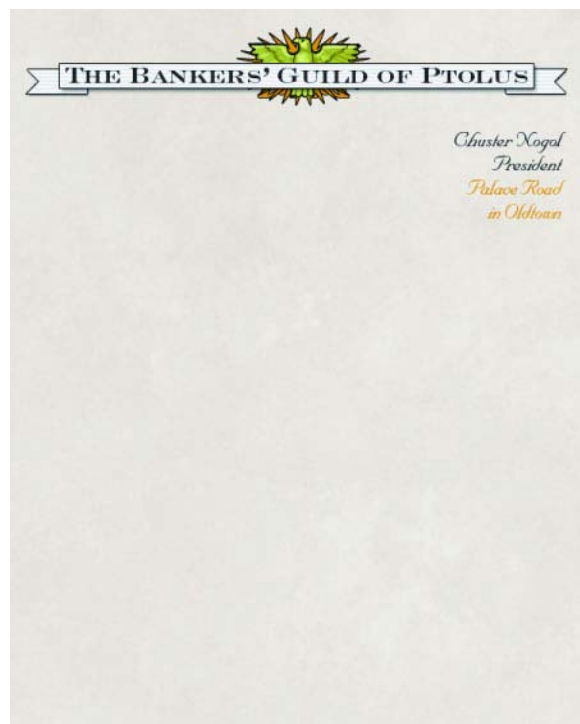 The Bankers' Guild of Ptolus
Chuster Nogol
President
Palace Road
in Oldtown